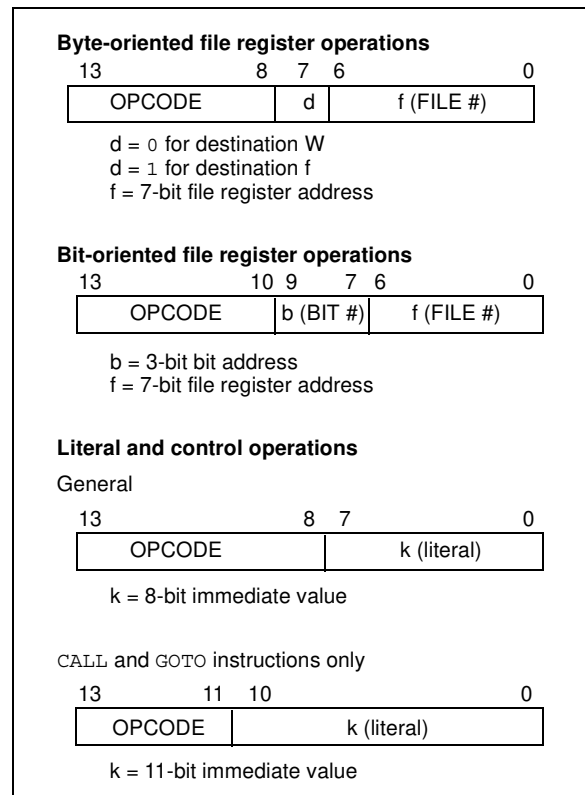 Byte-oriented file register operations
13 8 7 6 0
OPCODE d f (FILE #)
d = 0 for destination W
d = 1 for destination f
f = 7-bit file register address
Bit-oriented file register operations
13 10 9 7 6 0
OPCODE b (BIT #) f (FILE #)
b = 3-bit bit address
f = 7-bit file register address
Literal and control operations
General
13 8 7 0
OPCODE k (literal)
k = 8-bit immediate value
CALL and GOTO instructions only
13 11 10 0
OPCODE k (literal)
k = 11-bit immediate value